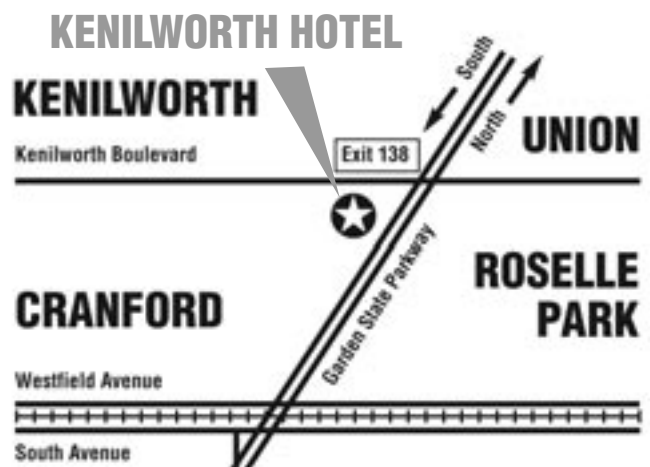 KENILWORTH HOTEL
KENILWORTH
South
North
UNION
Kenilworth Boulevard
Exit 138
Garden State Parkway
ROSELLE
PARK
CRANFORD
Westfield Avenue
South Avenue